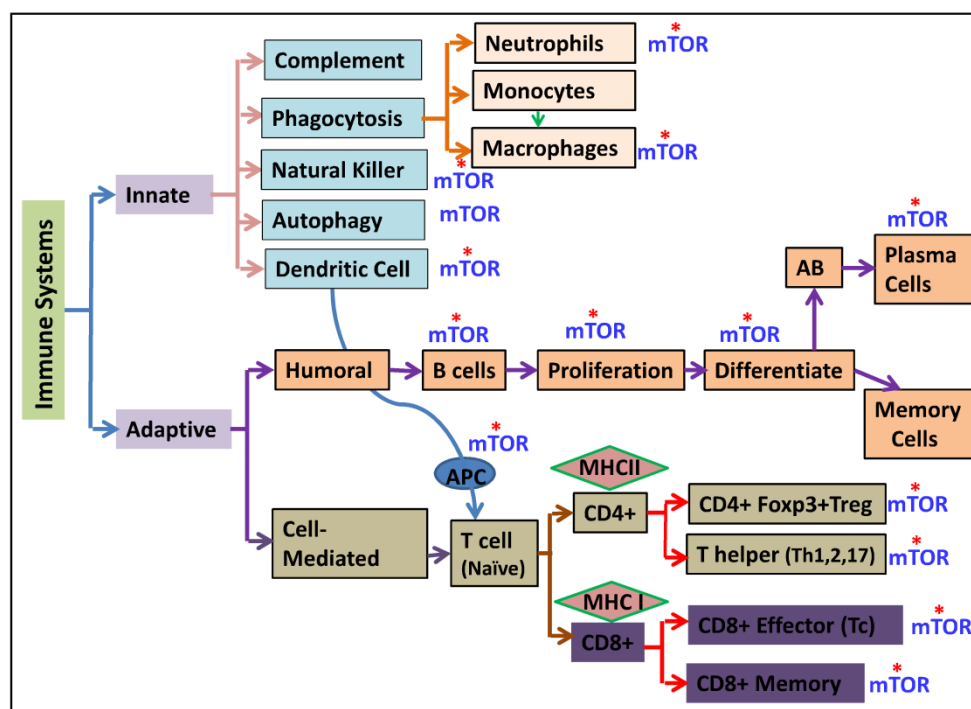 Immune Systems
Innate
Adaptive
Complement
Phagocytosis
Natural Killer
*
mTOR
Autophagy
mTOR
Dendritic Cell
*
mTOR
Neutrophils
*
mTOR
Monocytes
Macrophages
*
mTOR
Humoral
*
mTOR
B cells
*
mTOR
Proliferation
*
mTOR
Differentiate
AB
*
mTOR
Plasma
Cells
Memory
Cells
*
mTOR
APC
Cell-
Mediated
T cell
(Naïve)
MHCII
CD4+
CD4+ Foxp3+Treg
*
mTOR
T helper (Th1,2,17)
*
mTOR
MHC I
CD8+
CD8+ Effector (Tc)
*
mTOR
CD8+ Memory
*
mTOR